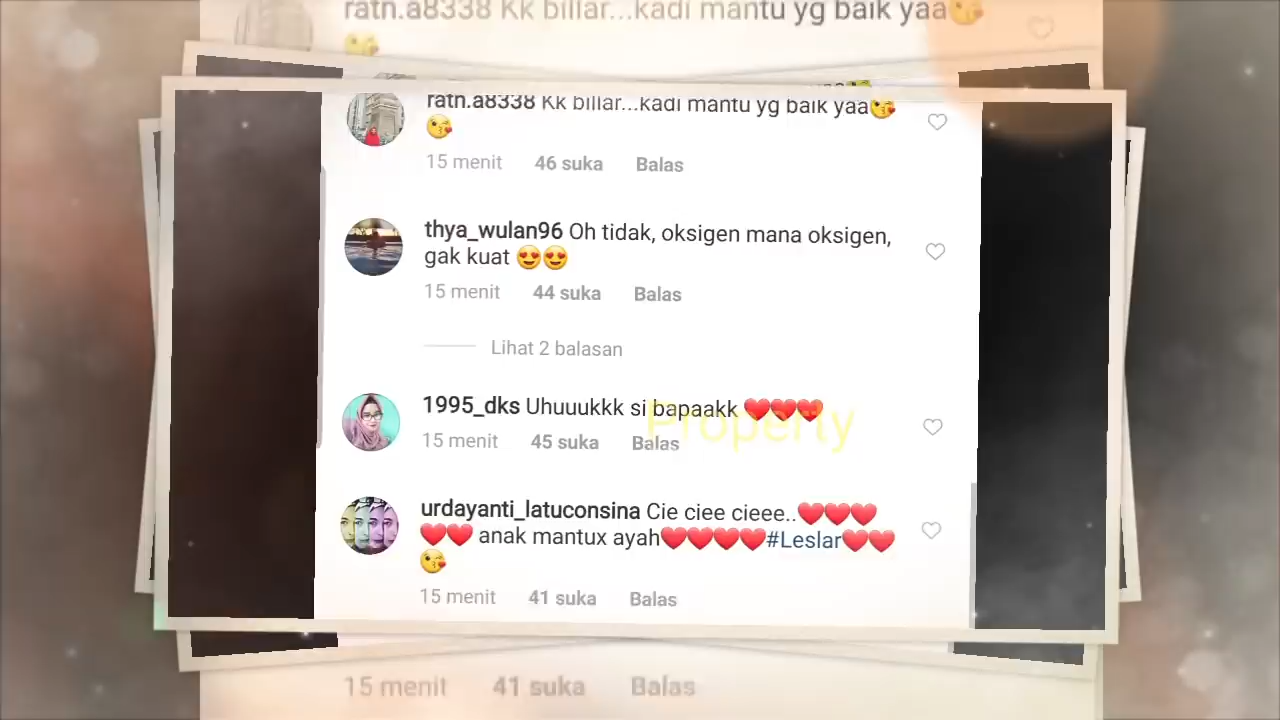 ratn.a8338 Kk billar...kadi mantu yg baik yaa😘
😘
ratn.a8338 Kk billar...kadi mantu yg baik yaa😘
😘
15 menit 46 suka Balas
thya_wulan96 Oh tidak, oksigen mana oksigen,
gak kuat 😍😍
15 menit 44 suka Balas
Lihat 2 balasan
1995_dks Uhuuukkk si bapaakk ❤️❤️❤️
Property
15 menit 45 suka Balas
urdayanti_latuconsina Cie ciee cieee..❤️❤️❤️
❤️❤️ anak mantux ayah❤️❤️❤️❤️#Leslar❤️❤️
😘
15 menit 41 suka Balas
15 menit 41 suka Balas